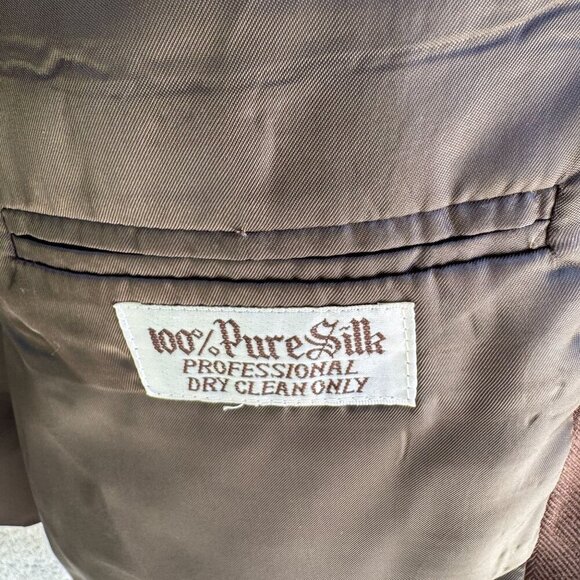 100% Pure Silk
PROFESSIONAL
DRY CLEAN ONLY